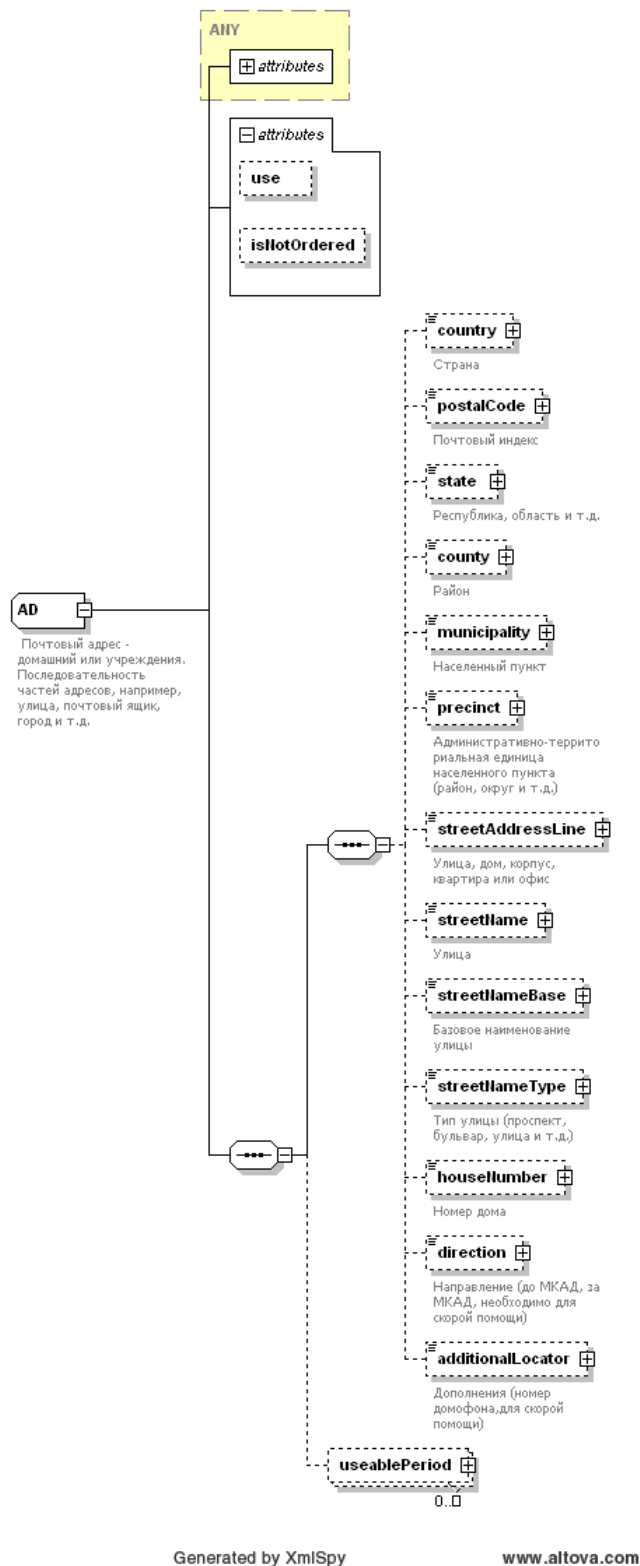 ANY
attributes
attributes
use
isNotOrdered
country
Страна
postalCode
Почтовый индекс
state
Республика, область и т.д.
county
Район
AD
Почтовый адрес -
домашний или учреждения.
Последовательность
частей адресов, например,
улица, почтовый ящик,
город и т.д.
municipality
Населенный пункт
precinct
Административно-террито
риальная единица
населенного пункта
(район, округ и т.д.)
streetAddressLine
Улица, дом, корпус,
квартира или офис
streetName
Улица
streetNameBase
Базовое наименование
улицы
streetNameType
Тип улицы (проспект,
бульвар, улица и т.д.)
houseNumber
Номер дома
direction
Направление (до МКАД, за
МКАД, необходимо для
скорой помощи)
additionalLocator
Дополнения (номер
домофона,для скорой
помощи)
useablePeriod
0..
Generated by XmlSpy
www.altova.com